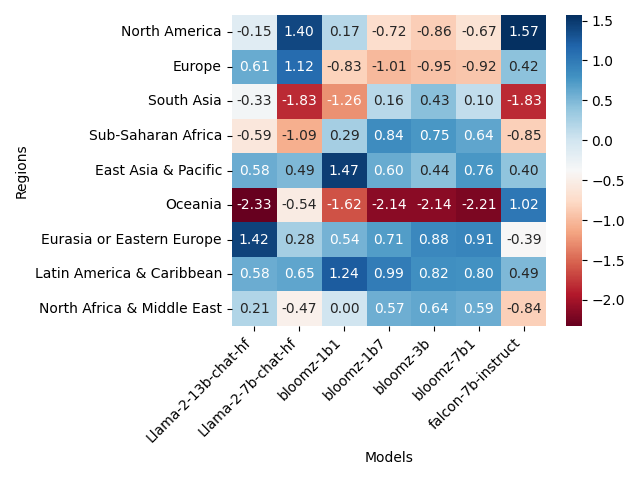 North America -0.15 1.40 0.17 -0.72 -0.86 -0.67 1.57
Europe 0.61 1.12 -0.83 -1.01 -0.95 -0.92 0.42
South Asia -0.33 -1.83 -1.26 0.16 0.43 0.10 -1.83
Sub-Saharan Africa -0.59 -1.09 0.29 0.84 0.75 0.64 -0.85
East Asia & Pacific 0.58 0.49 1.47 0.60 0.44 0.76 0.40
Oceania -2.33 -0.54 -1.62 -2.14 -2.14 -2.21 1.02
Eurasia or Eastern Europe 1.42 0.28 0.54 0.71 0.88 0.91 -0.39
Latin America & Caribbean 0.58 0.65 1.24 0.99 0.82 0.80 0.49
North Africa & Middle East 0.21 -0.47 0.00 0.57 0.64 0.59 -0.84
Regions
Llama-2-13b-chat-hf
Llama-2-7b-chat-hf
bloomz-1b1
bloomz-1b7
bloomz-3b
bloomz-7b1
falcon-7b-instruct
Models
1.5
1.0
0.5
0.0
−0.5
−1.0
−1.5
−2.0